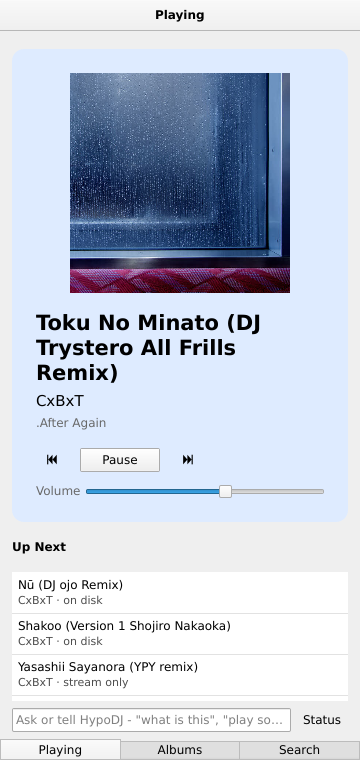 Playing
Toku No Minato (DJ
Trystero All Frills
Remix)
CxBxT
.After Again
Pause
Volume
Up Next
Nū (DJ ojo Remix)
CxBxT · on disk
Shakoo (Version 1 Shojiro Nakaoka)
CxBxT · on disk
Yasashii Sayanora (YPY remix)
CxBxT · stream only
Ask or tell HypoDJ - "what is this", "play so...
Status
Playing
Albums
Search